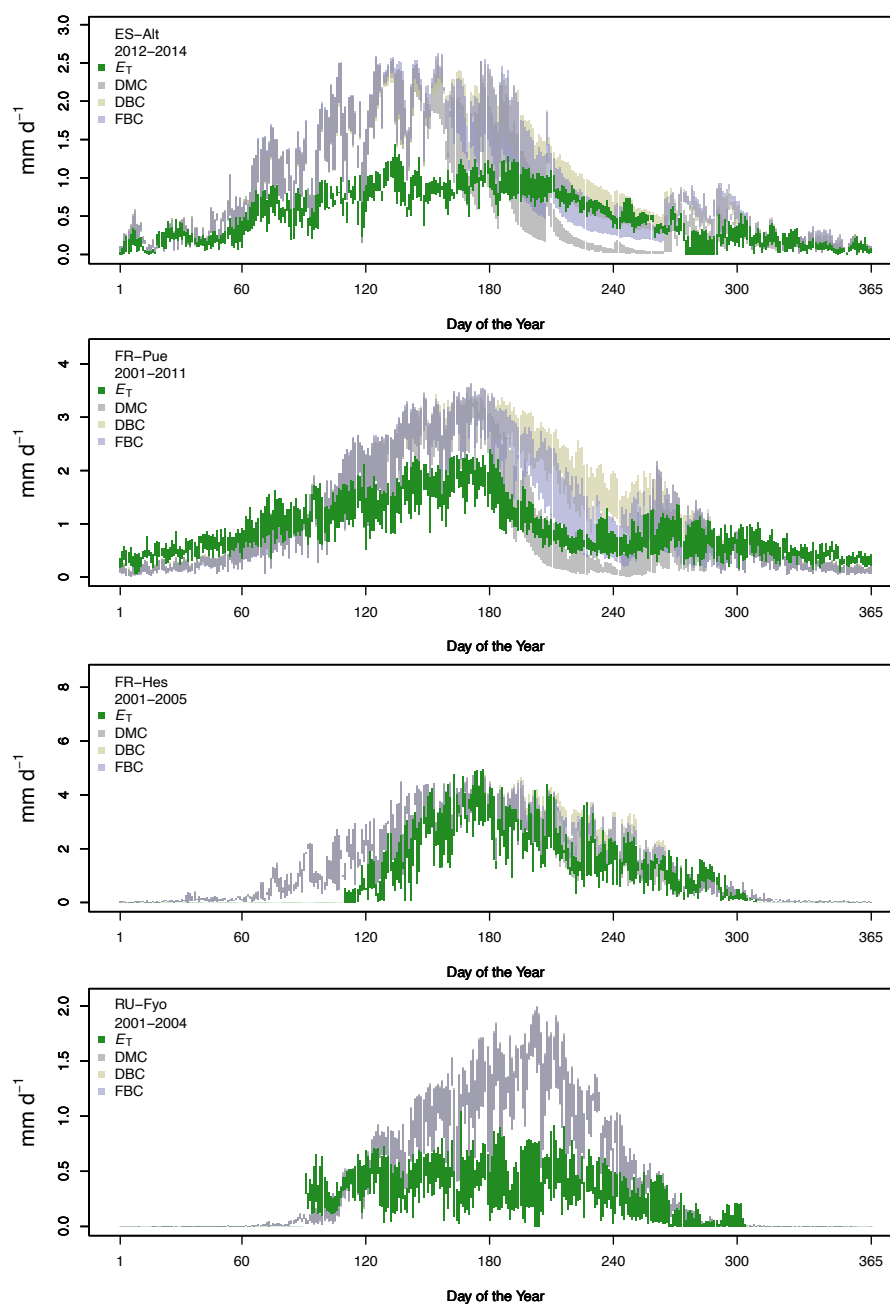 ES−Alt
2012−2014
ET
DMC
DBC
FBC
mm d−1
0.0 0.5 1.0 1.5 2.0 2.5 3.0
1 60 120 180 240 300 365
Day of the Year
FR−Pue
2001−2011
ET
DMC
DBC
FBC
mm d−1
0 1 2 3 4
1 60 120 180 240 300 365
Day of the Year
FR−Hes
2001−2005
ET
DMC
DBC
FBC
mm d−1
0 2 4 6 8
1 60 120 180 240 300 365
Day of the Year
RU−Fyo
2001−2004
ET
DMC
DBC
FBC
mm d−1
0.0 0.5 1.0 1.5 2.0
1 60 120 180 240 300 365
Day of the Year